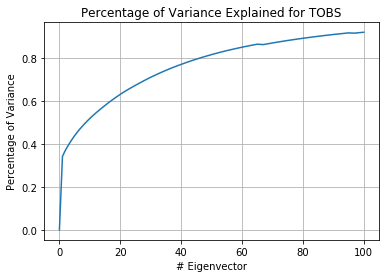 Percentage of Variance Explained for TOBS
Percentage of Variance
0.8
0.6
0.4
0.2
0.0
0 20 40 60 80 100
# Eigenvector